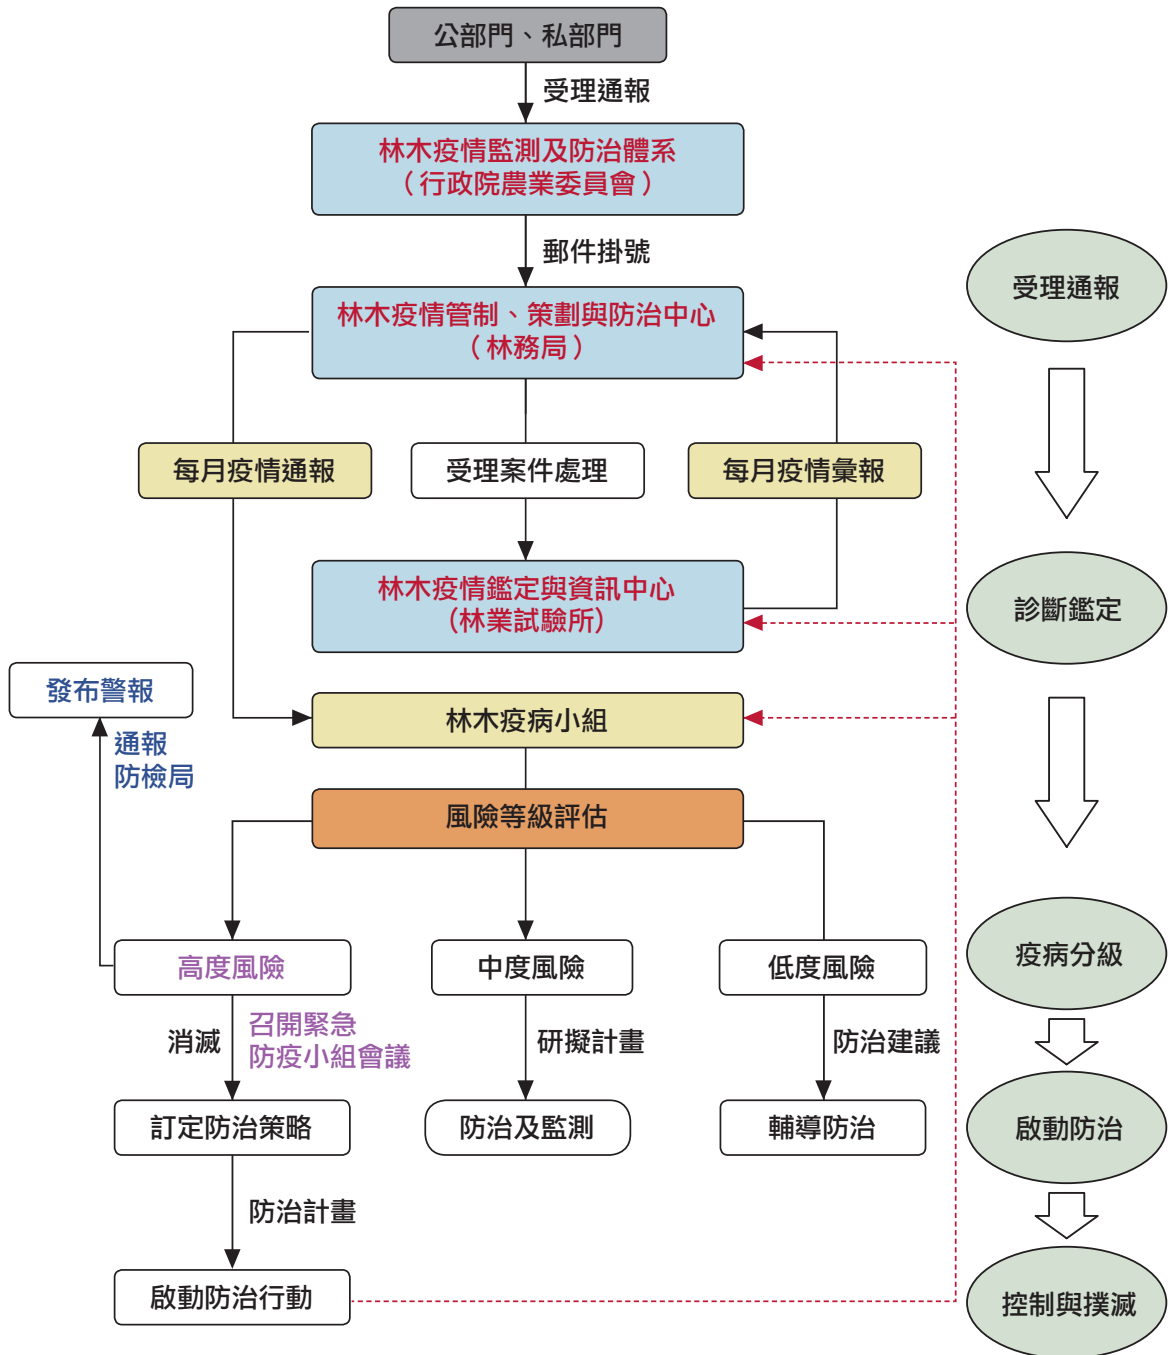 公部門、私部門
受理通報
林木疫情監測及防治體系
（行政院農業委員會）
郵件掛號
林木疫情管制、策劃與防治中心
（林務局）
每月疫情通報
受理案件處理
每月疫情彙報
林木疫情鑑定與資訊中心
(林業試驗所)
發布警報
通報
防檢局
林木疫病小組
風險等級評估
高度風險
中度風險
低度風險
消滅
召開緊急
防疫小組會議
研擬計畫
防治建議
訂定防治策略
防治及監測
輔導防治
防治計畫
啟動防治行動
受理通報
診斷鑑定
疫病分級
啟動防治
控制與撲滅